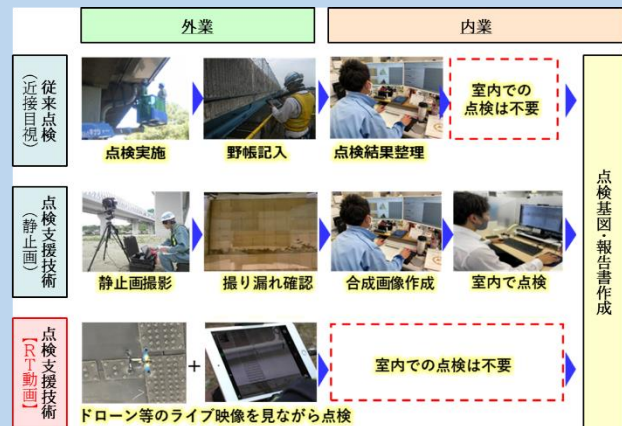 外業
内業
従来点検
（近接目視）
点検実施
野帳記入
点検結果整理
室内での
点検は不要
点検支援技術
（静止画）
静止画撮影
撮り漏れ確認
合成画像作成
室内で点検
点検支援技術
【RT動画】
+
室内での点検は不要
ドローン等のライブ映像を見ながら点検
点検基図・報告書作成